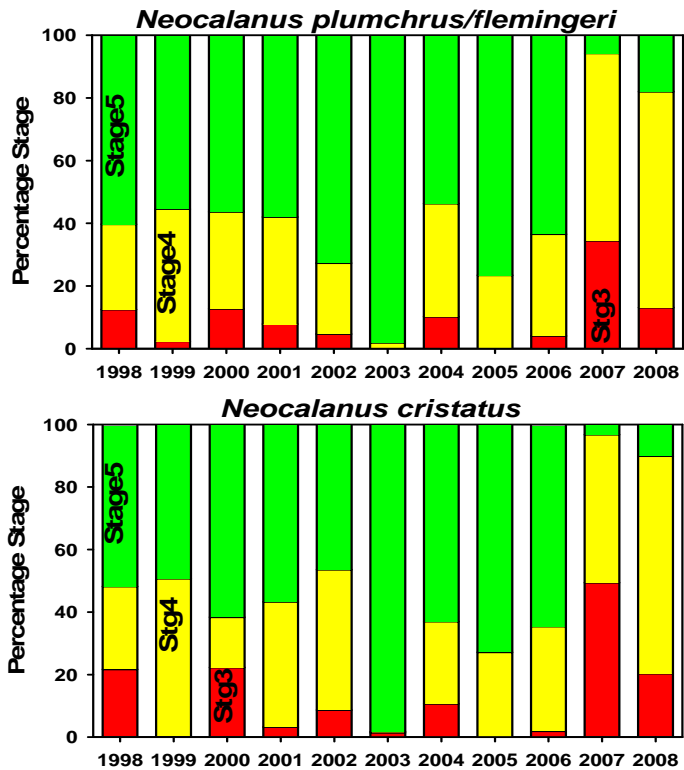 Neocalanus plumchrus/flemingeri
Percentage Stage
100
80
60
40
20
0
Stage5
Stage4
Stg3
1998 1999 2000 2001 2002 2003 2004 2005 2006 2007 2008
Neocalanus cristatus
Percentage Stage
100
80
60
40
20
0
Stage5
Stg4
Stg3
1998 1999 2000 2001 2002 2003 2004 2005 2006 2007 2008